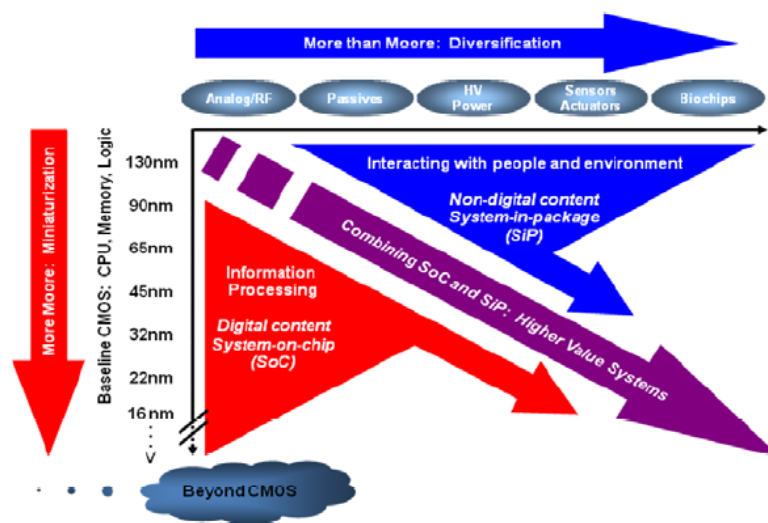 More than Moore: Diversification
Analog/RF
Passives
HV
Power
Sensors
Actuators
Biochips
More Moore: Miniaturization
Baseline CMOS: CPU, Memory, Logic
130nm
90nm
65nm
45nm
32nm
22nm
16 nm
Interacting with people and environment
Non-digital content
System-in-package
(SiP)
Combining SoC and SiP: Higher Value Systems
Information
Processing
Digital content
System-on-chip
(SoC)
Beyond CMOS